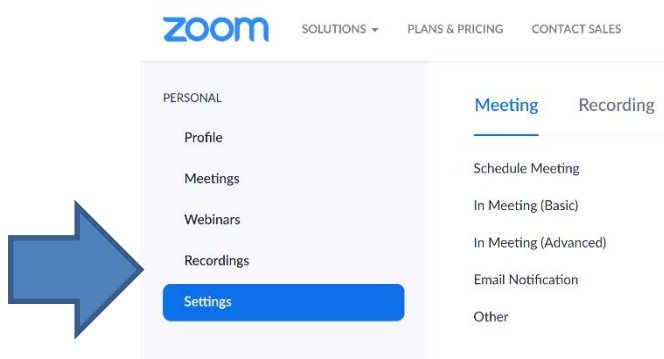 zoom SOLUTIONS PLANS & PRICING CONTACT SALES
PERSONAL
Profile
Meetings
Webinars
Recordings
Settings
Meeting Recording
Schedule Meeting
In Meeting (Basic)
In Meeting (Advanced)
Email Notification
Other